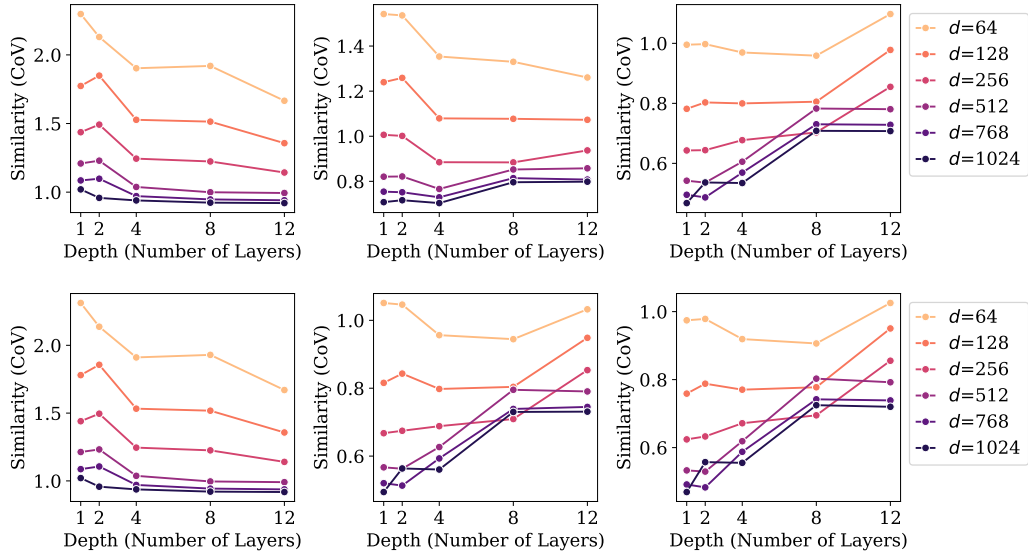 Similarity (CoV)
2.0
1.5
1.0
1 2 4 8 12
Depth (Number of Layers)
Similarity (CoV)
1.4
1.2
1.0
0.8
1 2 4 8 12
Depth (Number of Layers)
Similarity (CoV)
1.0
0.8
0.6
1 2 4 8 12
Depth (Number of Layers)
d=64
d=128
d=256
d=512
d=768
d=1024
Similarity (CoV)
2.0
1.5
1.0
1 2 4 8 12
Depth (Number of Layers)
Similarity (CoV)
1.0
0.8
0.6
1 2 4 8 12
Depth (Number of Layers)
Similarity (CoV)
1.0
0.8
0.6
1 2 4 8 12
Depth (Number of Layers)
d=64
d=128
d=256
d=512
d=768
d=1024